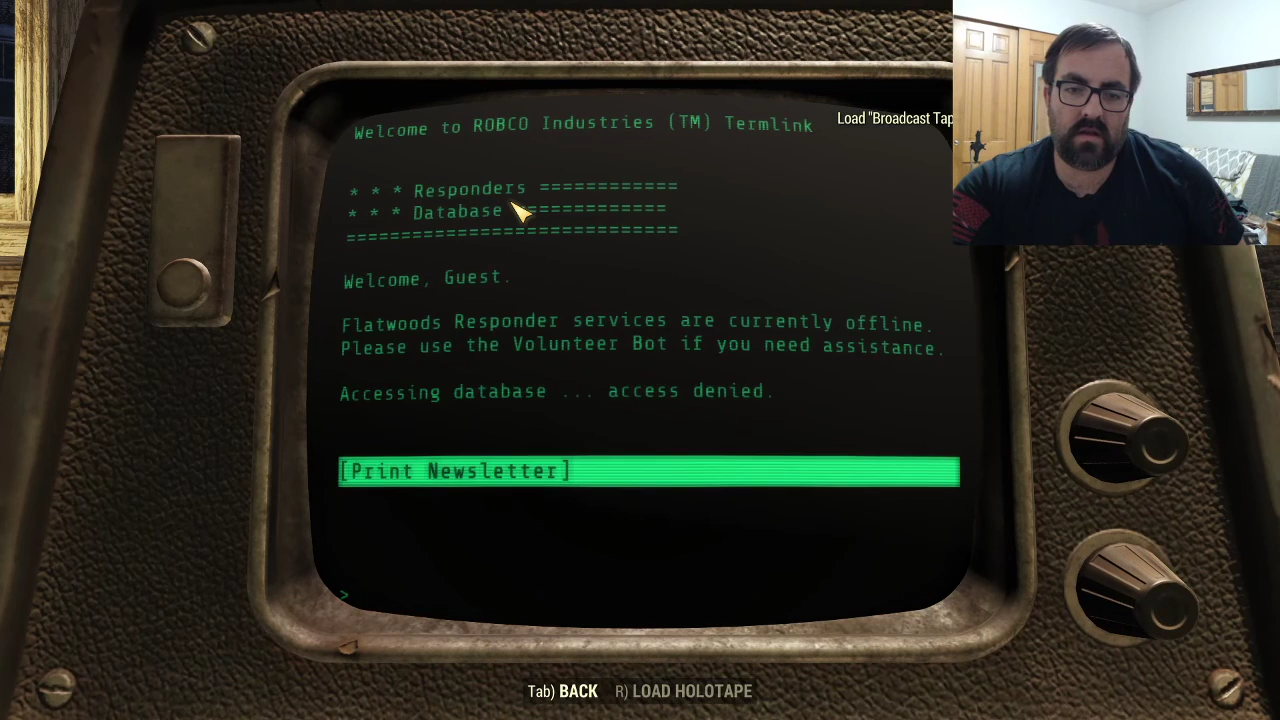 Welcome to ROBCO Industries (TM) Termlink
Load "Broadcast Tap
* * * Responders ============
* * * Database ============
==============================
Welcome, Guest.
Flatwoods Responder services are currently offline.
Please use the Volunteer Bot if you need assistance.
Accessing database ... access denied.
[Print Newsletter]
>
Tab) BACK R) LOAD HOLOTAPE